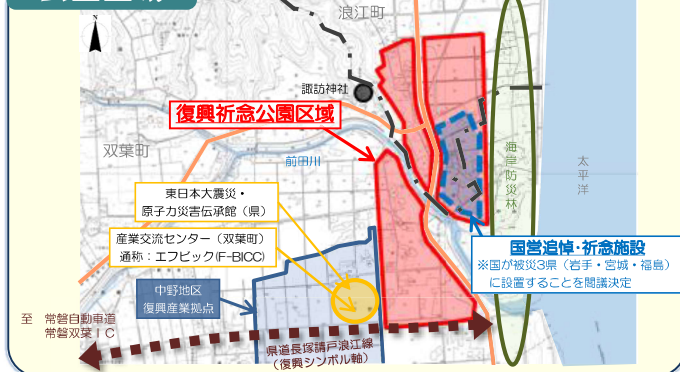 浪江町
諏訪神社
復興祈念公園区域
双葉町
前田川
海岸防災林
太平洋
東日本大震災・
原子力災害伝承館（県）
産業交流センター（双葉町）
通称：エフビック(F-BICC)
国営追悼・祈念施設
※国が被災3県（岩手・宮城・福島）
に設置することを閣議決定
中野地区
復興産業拠点
至　常磐自動車道
常磐双葉IC
県道長塚請戸浪江線
（復興シンボル軸）